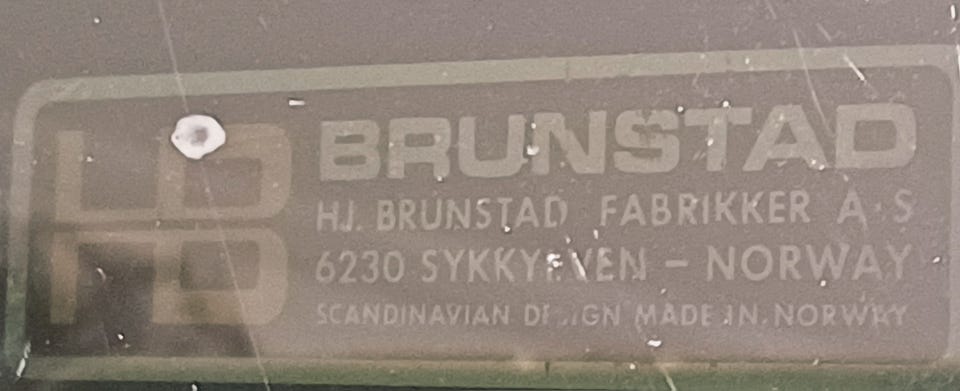 BRUNSTAD
HJ. BRUNSTAD FABRIKKER A·S
6230 SYKKYLVEN - NORWAY
SCANDINAVIAN DESIGN MADE IN NORWAY